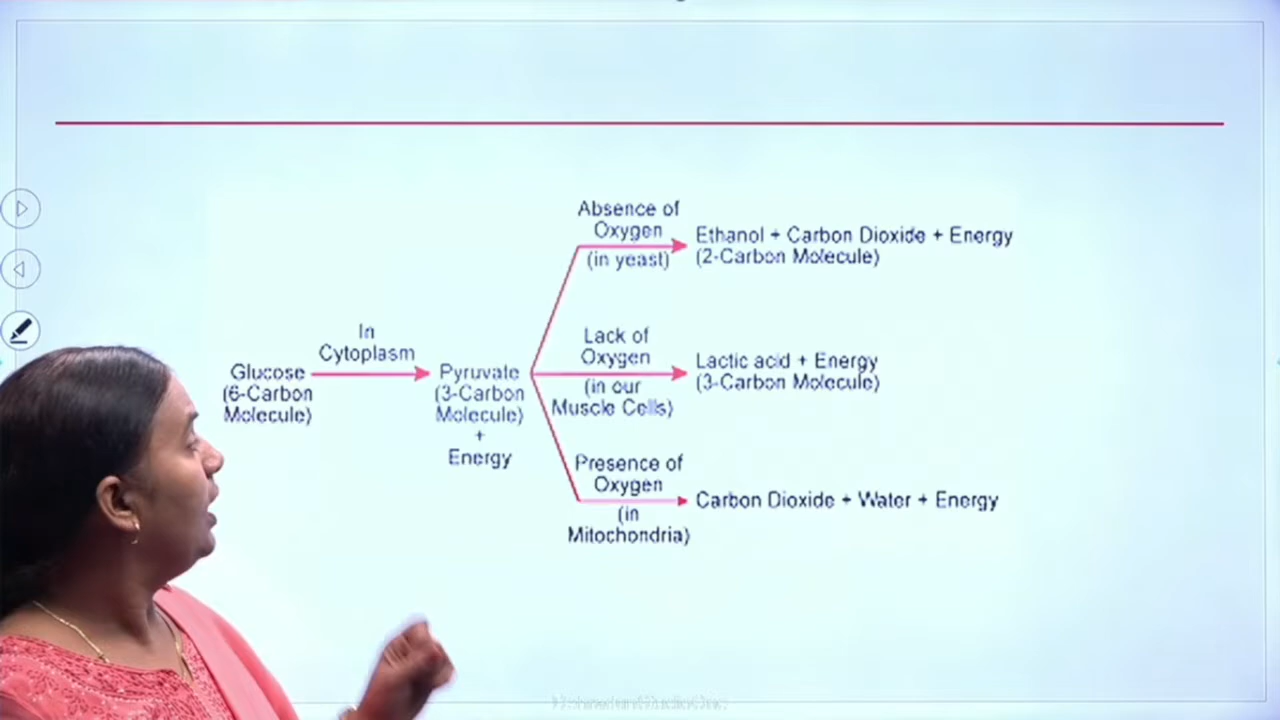 Absence of
Oxygen
(in yeast)
Ethanol + Carbon Dioxide + Energy
(2-Carbon Molecule)
In
Cytoplasm
Glucose
(6-Carbon
Molecule)
Pyruvate
(3-Carbon
Molecule)
+
Energy
Lack of
Oxygen
(in our
Muscle Cells)
Lactic acid + Energy
(3-Carbon Molecule)
Presence of
Oxygen
(in
Mitochondria)
Carbon Dioxide + Water + Energy